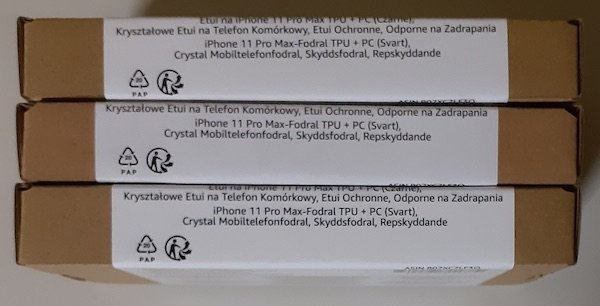 Etui na iPhone 11 Pro Max TPU + PC (Czarne),
Kryształowe Etui na Telefon Komórkowy, Etui Ochronne, Odporne na Zadrapania
iPhone 11 Pro Max-Fodral TPU + PC (Svart),
Crystal Mobiltelefonfodral, Skyddsfodral, Repskyddande
20
PAP
Kryształowe Etui na Telefon Komórkowy, Etui Ochronne, Odporne na Zadrapania
iPhone 11 Pro Max-Fodral TPU + PC (Svart),
Crystal Mobiltelefonfodral, Skyddsfodral, Repskyddande
20
PAP
Etui na iPhone 11 Pro Max TPU + PC (Czarne),
Kryształowe Etui na Telefon Komórkowy, Etui Ochronne, Odporne na Zadrapania
iPhone 11 Pro Max-Fodral TPU + PC (Svart),
Crystal Mobiltelefonfodral, Skyddsfodral, Repskyddande
20
PAP